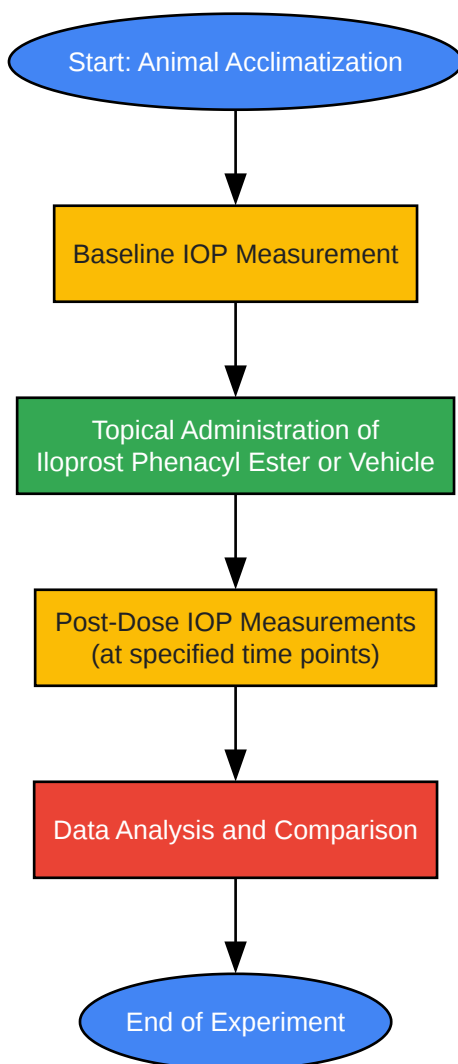 Start: Animal Acclimatization
Baseline IOP Measurement
Topical Administration of
Iloprost Phenacyl Ester or Vehicle
Post-Dose IOP Measurements
(at specified time points)
Data Analysis and Comparison
End of Experiment